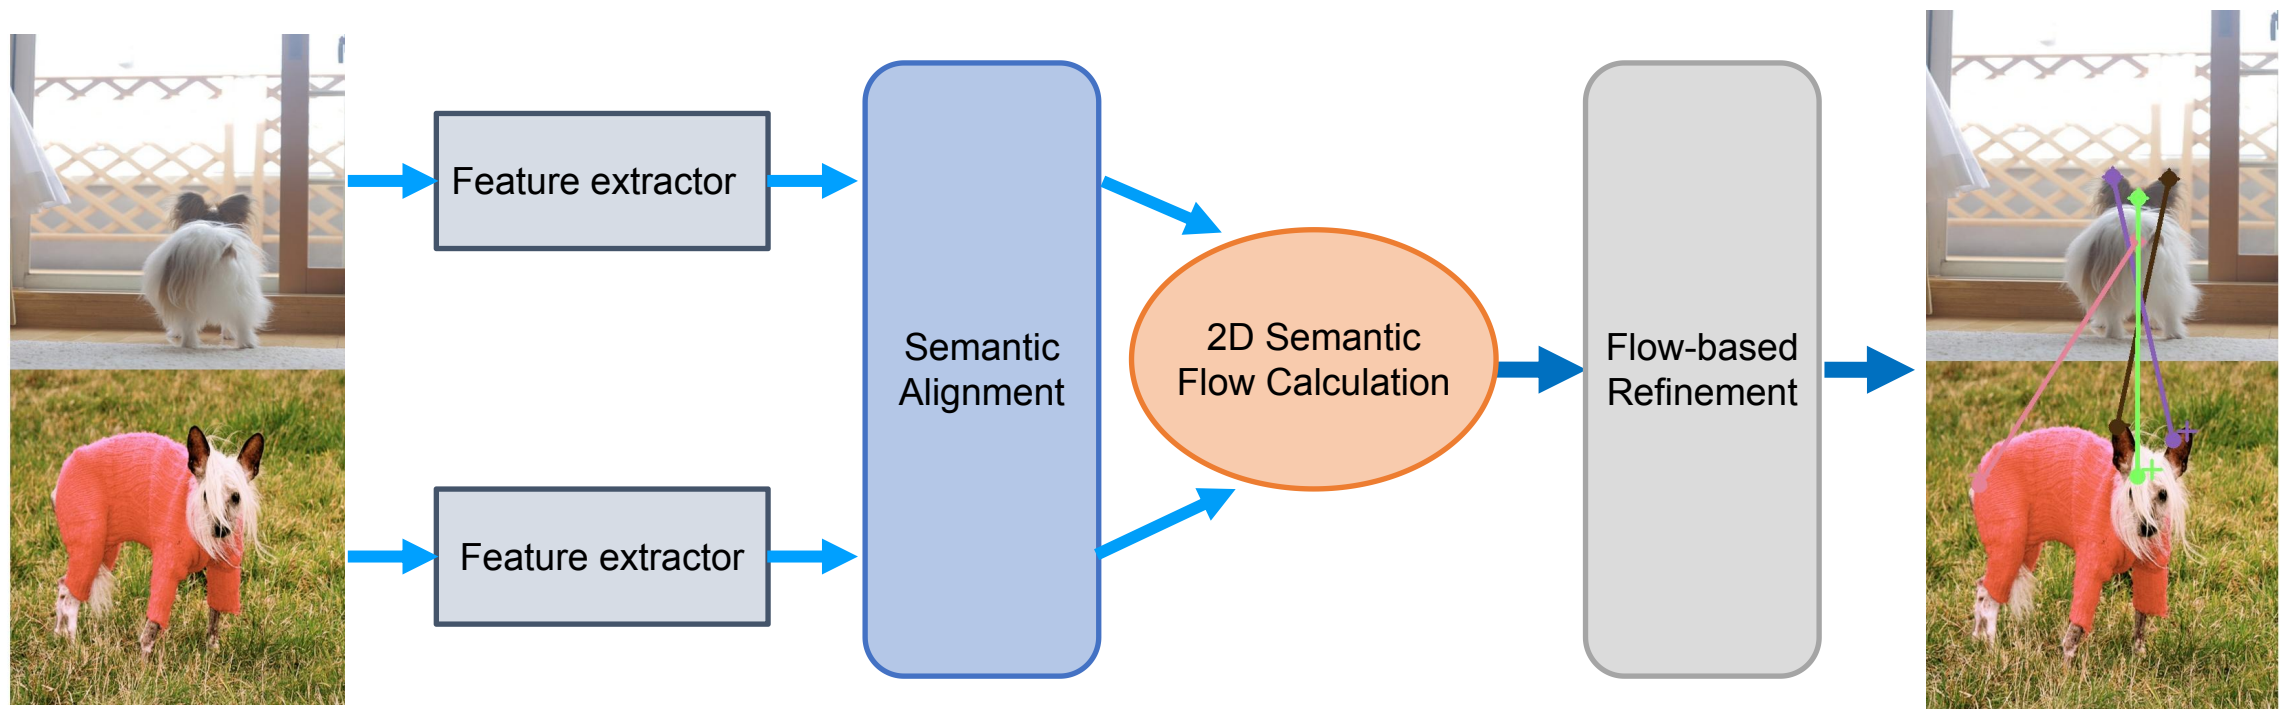 Feature extractor
Feature extractor
Semantic
Alignment
2D Semantic
Flow Calculation
Flow-based
Refinement